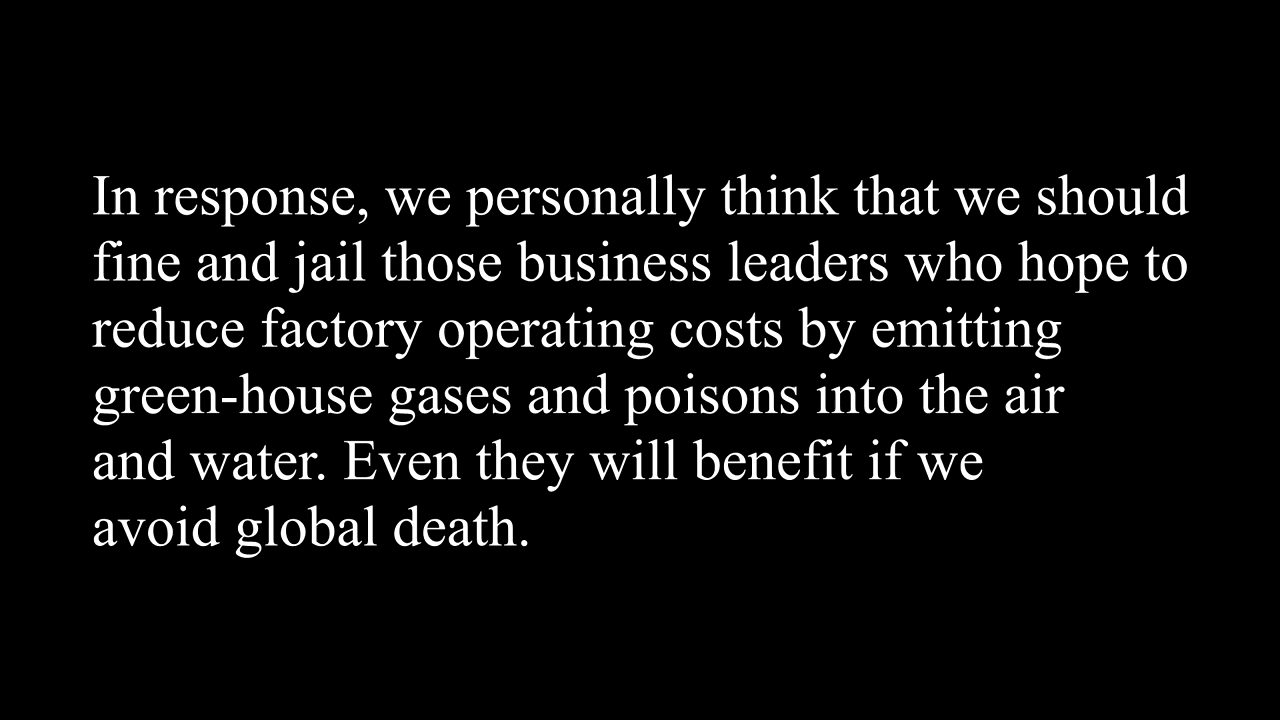 In response, we personally think that we should
fine and jail those business leaders who hope to
reduce factory operating costs by emitting
green-house gases and poisons into the air
and water. Even they will benefit if we
avoid global death.